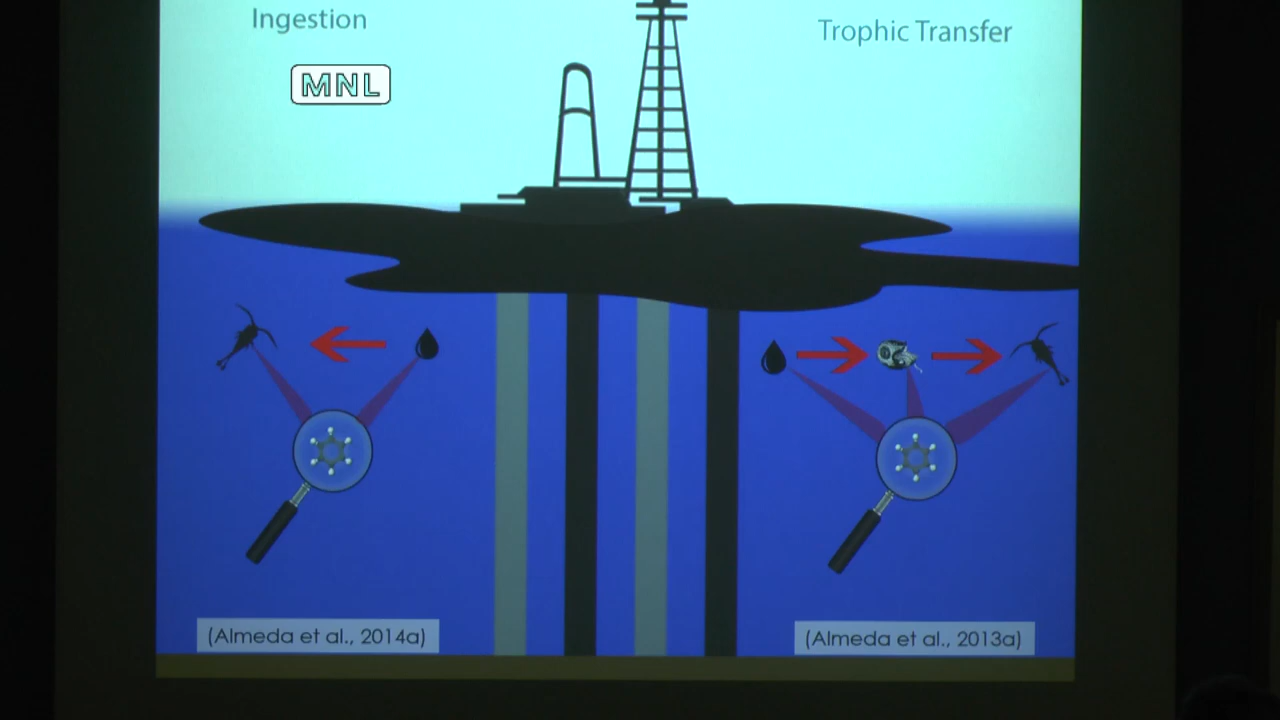 Ingestion
Trophic Transfer
MNL
(Almeda et al., 2014a)
(Almeda et al., 2013a)